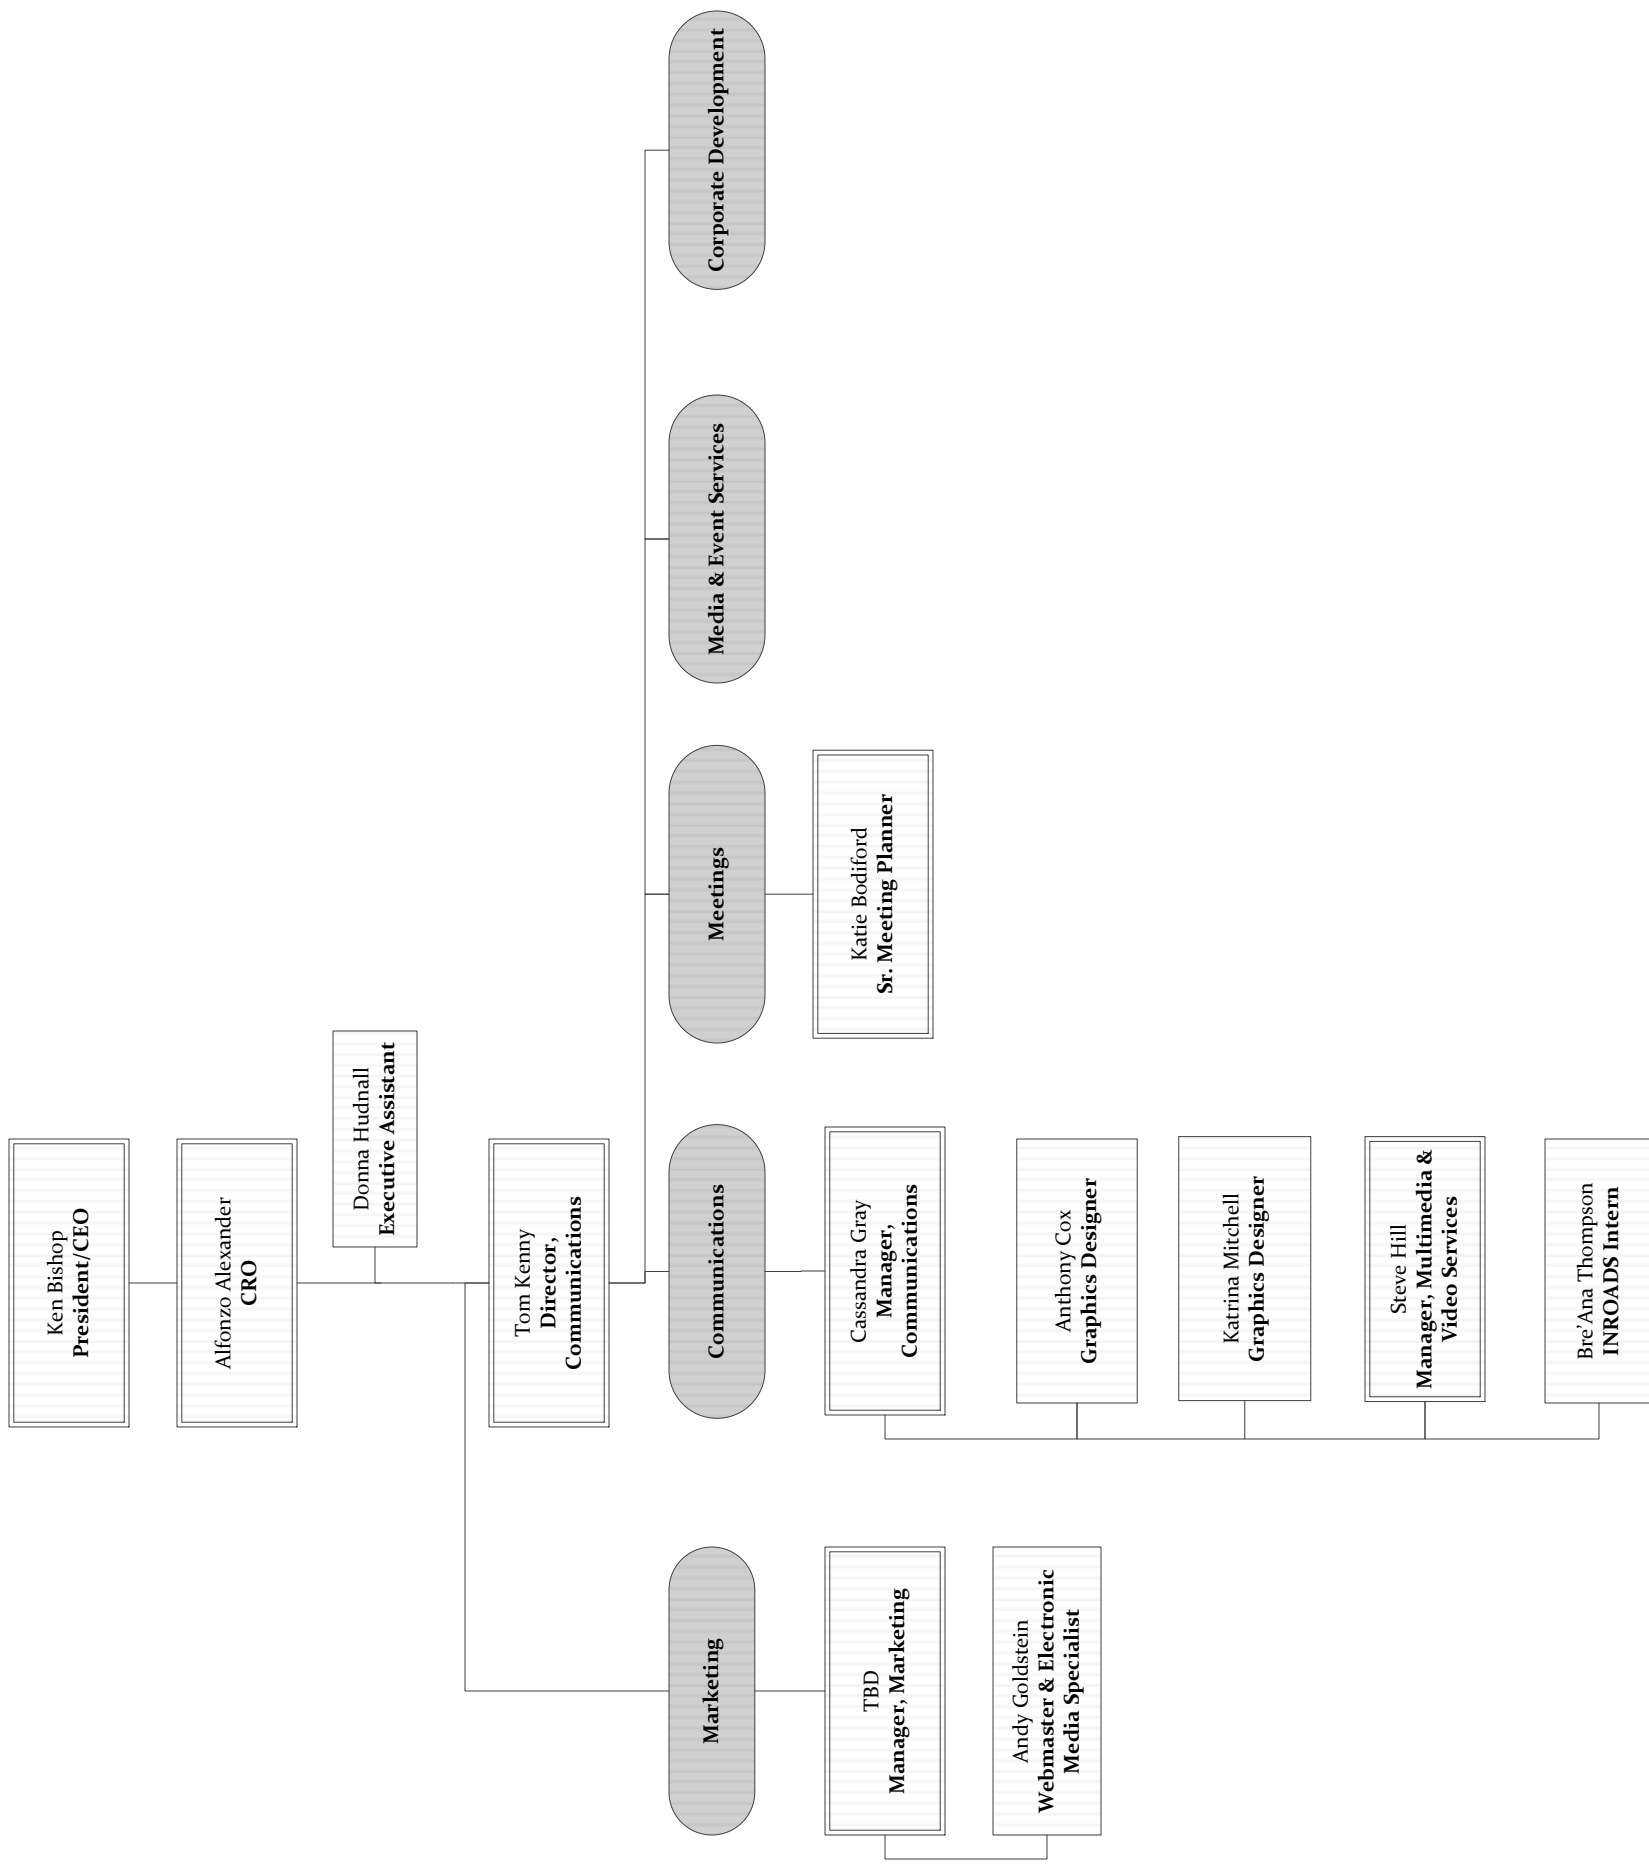 Ken Bishop
President/CEO
Alfonzo Alexander
CRO
Donna Hudnall
Executive Assistant
Tom Kenny
Director,
Communications
Marketing
Communications
Meetings
Media & Event Services
Corporate Development
TBD
Manager, Marketing
Andy Goldstein
Webmaster & Electronic
Media Specialist
Cassandra Gray
Manager,
Communications
Anthony Cox
Graphics Designer
Katrina Mitchell
Graphics Designer
Steve Hill
Manager, Multimedia &
Video Services
Bre’Ana Thompson
INROADS Intern
Katie Bodiford
Sr. Meeting Planner